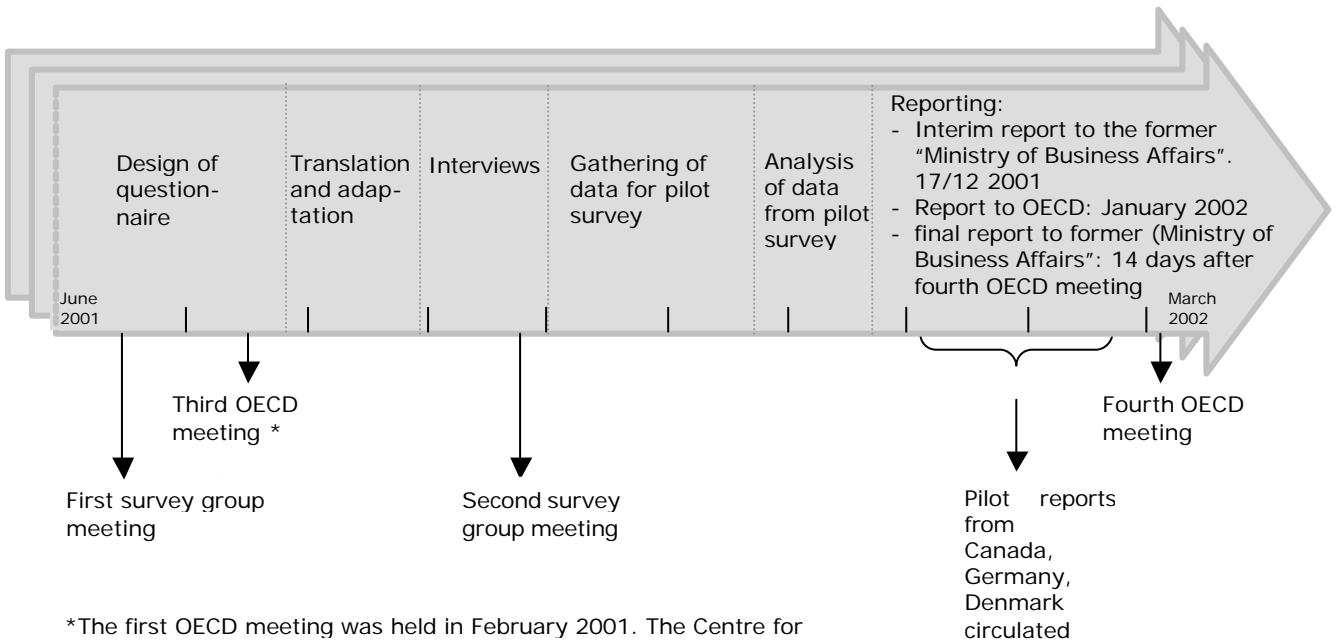 Design of
question-
naire
Translation
and adap-
tation
Interviews
Gathering of
data for pilot
survey
Analysis
of data
from pilot
survey
Reporting:
- Interim report to the former
“Ministry of Business Affairs”.
17/12 2001
- Report to OECD: January 2002
- final report to former (Ministry of
Business Affairs”: 14 days after
fourth OECD meeting
June
2001
March
2002
Third OECD
meeting *
Fourth OECD
meeting
First survey group
meeting
Second survey
group meeting
Pilot reports
from
Canada,
Germany,
Denmark
circulated
*The first OECD meeting was held in February 2001. The Centre for